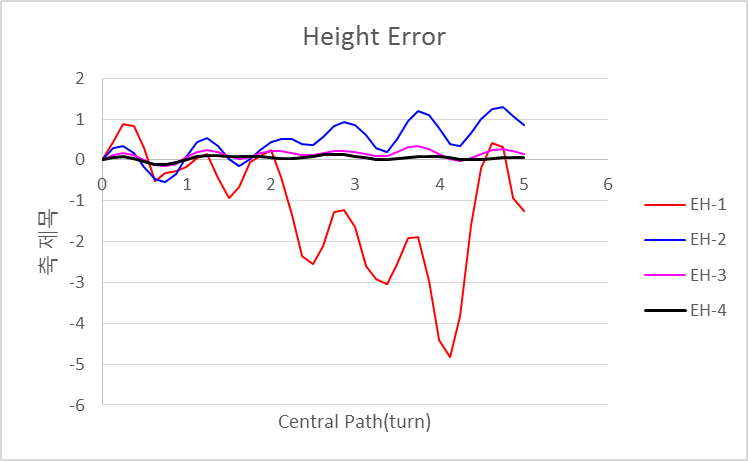 Height Error
2
1
0
-1
-2
-3
-4
-5
-6
0 1 2 3 4 5 6
축 제목
Central Path(turn)
EH-1
EH-2
EH-3
EH-4